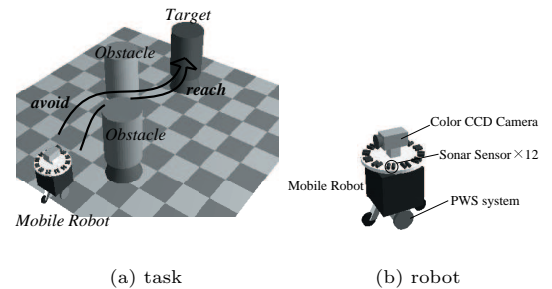 Target
Obstacle
avoid
reach
Obstacle
Mobile Robot
(a) task
Color CCD Camera
Sonar Sensor×12
Mobile Robot
PWS system
(b) robot